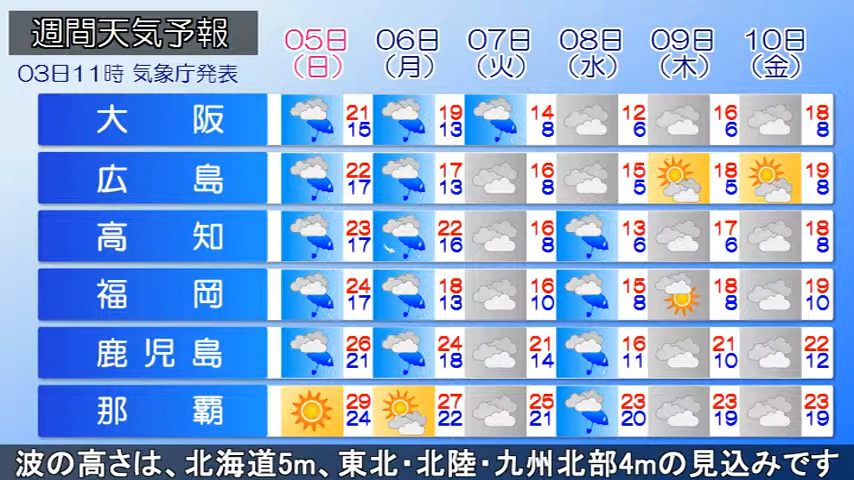 週間天気予報
03日11時 気象庁発表
05日 06日 07日 08日 09日 10日
(日) (月) (火) (水) (木) (金)
大阪 21 15 19 13 14 8 12 6 16 6 18 8
広島 22 17 17 13 16 8 15 5 18 5 19 8
高知 23 17 22 16 16 8 13 6 17 6 18 8
福岡 24 17 18 13 16 10 15 8 18 8 19 10
鹿児島 26 21 24 18 21 14 16 11 21 10 22 12
那覇 29 24 27 22 25 21 23 20 23 19 23 19
波の高さは、北海道5m、東北・北陸・九州北部4mの見込みです